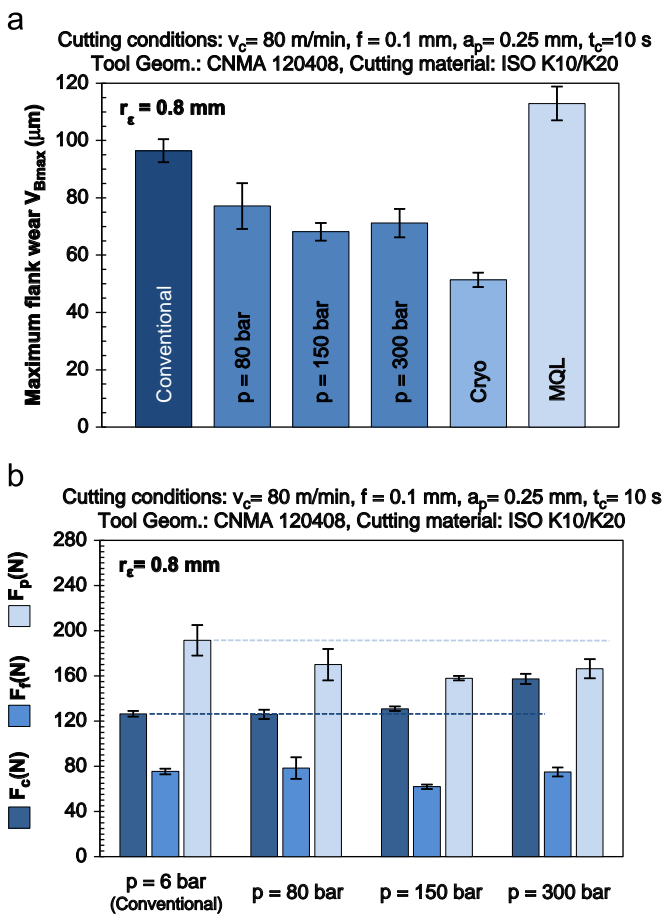 a
Cutting conditions: vc= 80 m/min, f = 0.1 mm, ap= 0.25 mm, tc=10 s
Tool Geom.: CNMA 120408, Cutting material: ISO K10/K20
Maximum flank wear VBmax (μm)
120
100
80
60
40
20
0
rε = 0.8 mm
Conventional
p = 80 bar
p = 150 bar
p = 300 bar
Cryo
MQL
b
Cutting conditions: vc= 80 m/min, f = 0.1 mm, ap= 0.25 mm, tc= 10 s
Tool Geom.: CNMA 120408, Cutting material: ISO K10/K20
Fp(N)
Ff(N)
Fc(N)
280
240
200
160
120
80
40
0
rε= 0.8 mm
p = 6 bar
(Conventional)
p = 80 bar
p = 150 bar
p = 300 bar